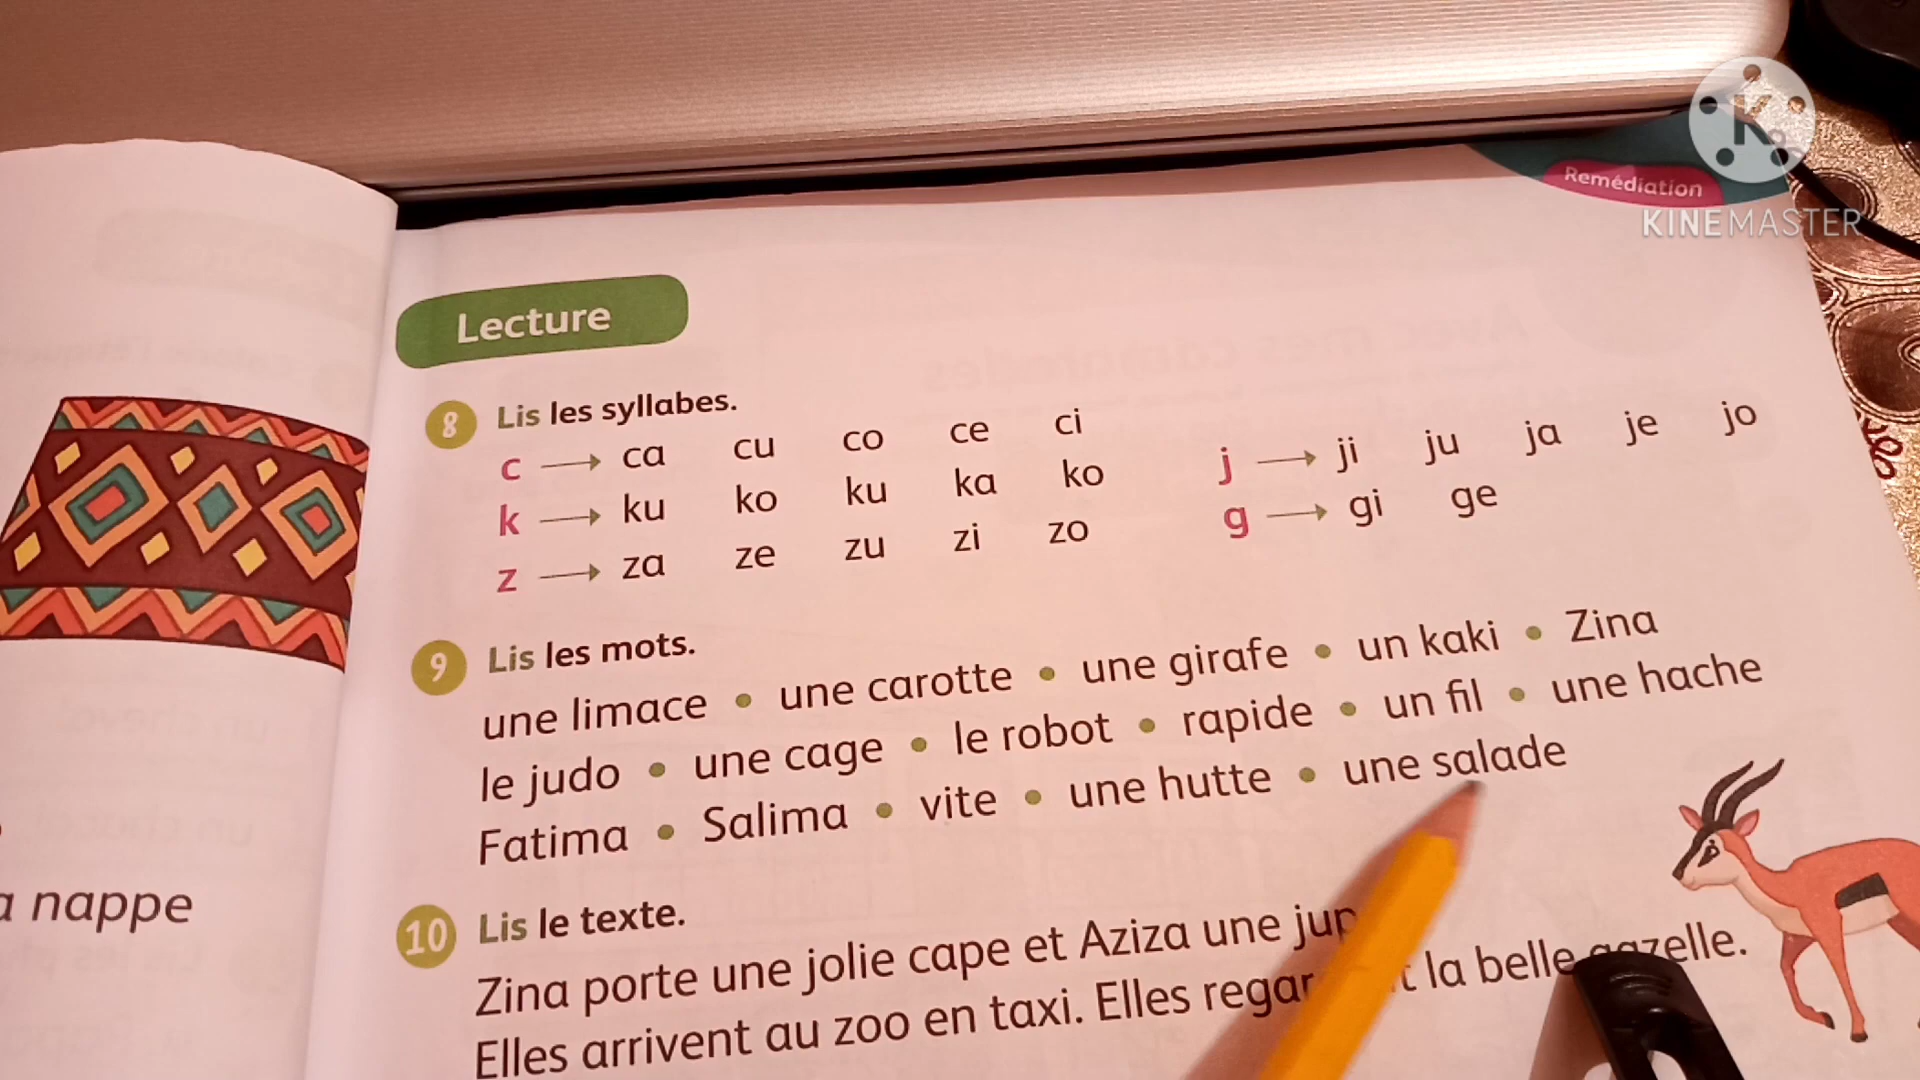 Remédiation
KINEMASTER
Lecture
8 Lis les syllabes.
c → ca cu co ce ci
k → ku ko ku ka ko
z → za ze zu zi zo
j → ji ju ja je jo
g → gi ge
9 Lis les mots.
une limace • une carotte • une girafe • un kaki • Zina
le judo • une cage • le robot • rapide • un fil • une hache
Fatima • Salima • vite • une hutte • une salade
10 Lis le texte.
Zina porte une jolie cape et Aziza une
Elles arrivent au zoo en taxi. Elles la belle gazelle.
nappe